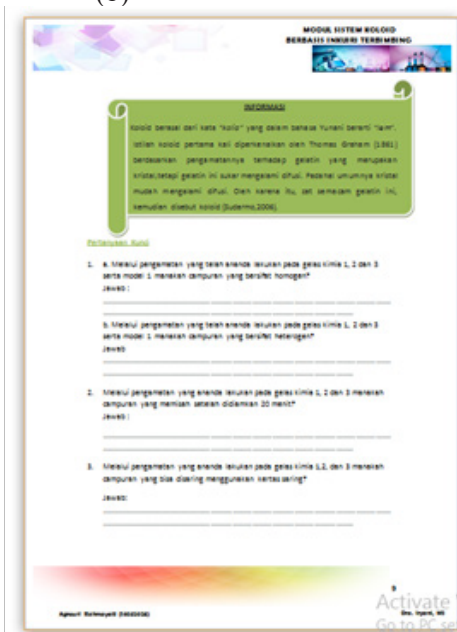 MODUL SISTEM KOLOID
BERBASIS INKUIRI TERBIMBING
INFORMASI
Koloid berasal dari kata "kolio" yang dalam bahasa Yunani berarti "lem".
Istilah koloid pertama kali diperkenalkan oleh Thomas Graham (1861)
berdasarkan pengamatannya terhadap gelatin yang merupakan
kristal,tetapi gelatin ini sukar mengalami difusi. Padahal umumnya kristal
mudah mengalami difusi. Oleh karena itu, zat semacam gelatin ini,
kemudian disebut koloid (Sudarmo,2006).
Pertanyaan Kunci
1. a. Melalui pengamatan yang telah ananda lakukan pada gelas kimia 1, 2 dan 3
serta model 1 manakah campuran yang bersifat homogen?
Jawab :
b. Melalui pengamatan yang telah ananda lakukan pada gelas kimia 1, 2 dan 3
serta model 1 manakah campuran yang bersifat heterogen?
Jawab
2. Melalui pengamatan yang ananda lakukan pada gelas kimia 1, 2 dan 3 manakah
campuran yang memisah setelah didiamkan 20 menit?
Jawab :
3. Melalui pengamatan yang ananda lakukan pada gelas kimia 1,2, dan 3 manakah
campuran yang bisa disaring menggunakan kertas saring?
Jawab:
9
Activate
Dra. Iryani, MS
Go to PC se